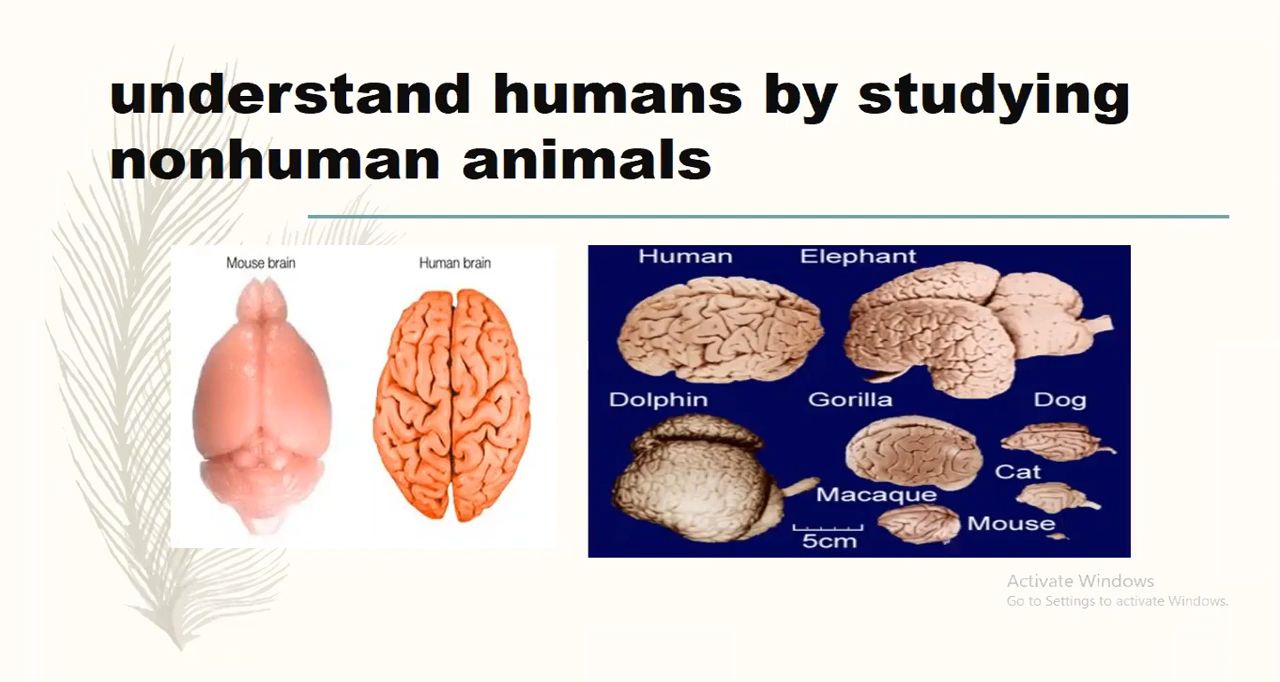 understand humans by studying
nonhuman animals
Mouse brain
Human brain
Human
Elephant
Dolphin
Gorilla
Dog
Cat
Macaque
Mouse
5cm
Activate Windows
Go to Settings to activate Windows.